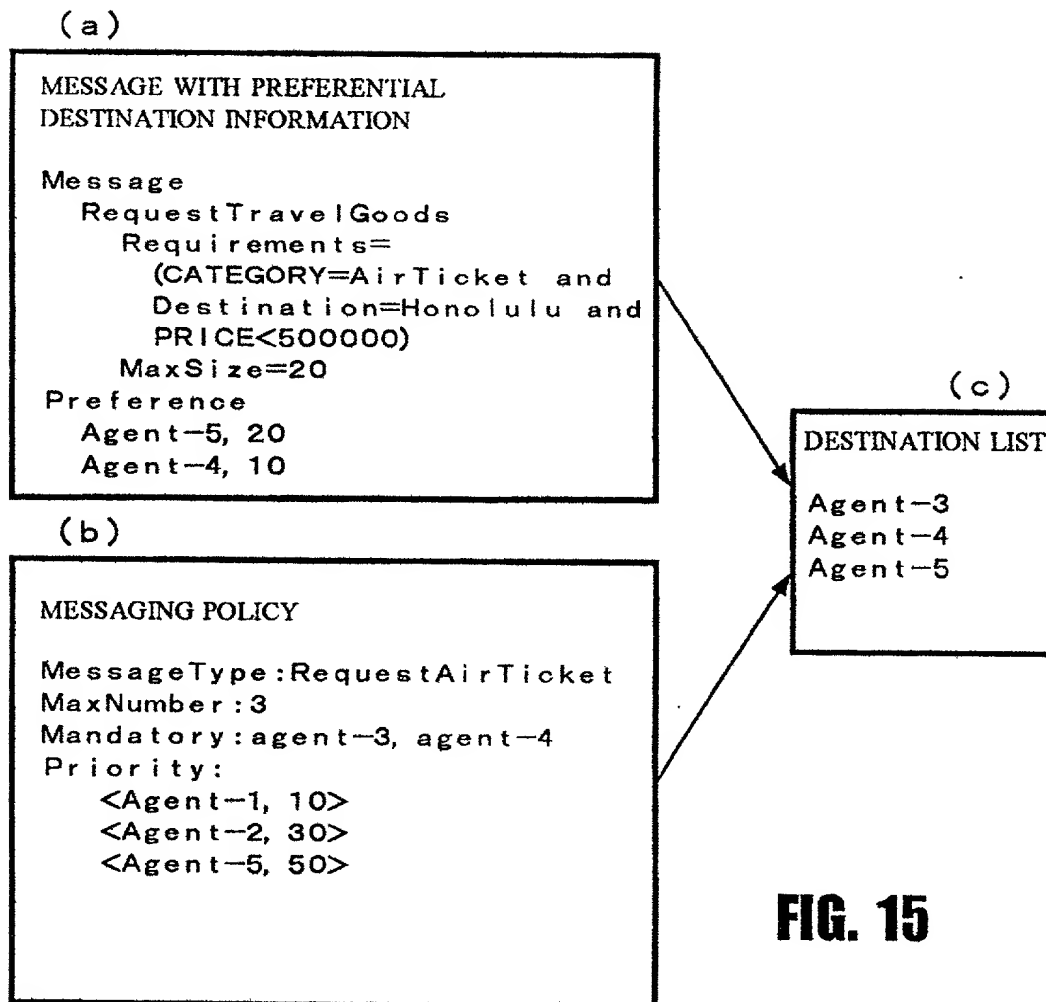 (a)
MESSAGE WITH PREFERENTIAL
DESTINATION INFORMATION
Message
RequestTravelGoods
Requirements=
(CATEGORY=AirTicket and
Destination=Honolulu and
PRICE<500000)
MaxSize=20
Preference
Agent-5, 20
Agent-4, 10
(b)
MESSAGING POLICY
MessageType:RequestAirTicket
MaxNumber:3
Mandatory:agent-3, agent-4
Priority:
<Agent-1, 10>
<Agent-2, 30>
<Agent-5, 50>
(c)
DESTINATION LIST
Agent-3
Agent-4
Agent-5
FIG. 15